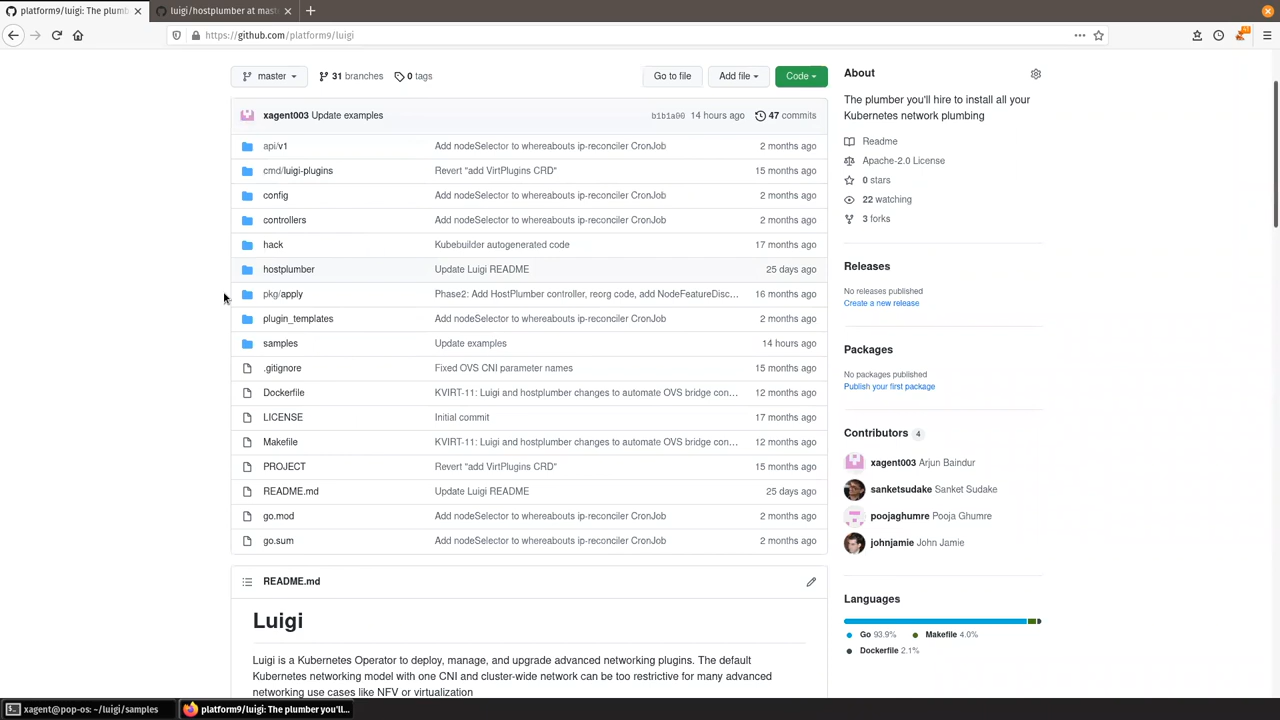 platform9/luigi: The plumb
luigi/hostplumber at mas
https://github.com/platform9/luigi
master
31 branches
0 tags
Go to file
Add file
Code
xagent003 Update examples
b1b1a00 14 hours ago
47 commits
api/v1 Add nodeSelector to whereabouts ip-reconciler CronJob 2 months ago
cmd/luigi-plugins Revert "add VirtPlugins CRD" 15 months ago
config Add nodeSelector to whereabouts ip-reconciler CronJob 2 months ago
controllers Add nodeSelector to whereabouts ip-reconciler CronJob 2 months ago
hack Kubebuilder autogenerated code 17 months ago
hostplumber Update Luigi README 25 days ago
pkg/apply Phase2: Add HostPlumber controller, reorg code, add NodeFeatureDisc... 16 months ago
plugin_templates Add nodeSelector to whereabouts ip-reconciler CronJob 2 months ago
samples Update examples 14 hours ago
.gitignore Fixed OVS CNI parameter names 15 months ago
Dockerfile KVIRT-11: Luigi and hostplumber changes to automate OVS bridge con... 12 months ago
LICENSE Initial commit 17 months ago
Makefile KVIRT-11: Luigi and hostplumber changes to automate OVS bridge con... 12 months ago
PROJECT Revert "add VirtPlugins CRD" 15 months ago
README.md Update Luigi README 25 days ago
go.mod Add nodeSelector to whereabouts ip-reconciler CronJob 2 months ago
go.sum Add nodeSelector to whereabouts ip-reconciler CronJob 2 months ago
README.md
Luigi
Luigi is a Kubernetes Operator to deploy, manage, and upgrade advanced networking plugins. The default
Kubernetes networking model with one CNI and cluster-wide network can be too restrictive for many advanced
networking use cases like NFV or virtualization
About
The plumber you'll hire to install all your
Kubernetes network plumbing
Readme
Apache-2.0 License
0 stars
22 watching
3 forks
Releases
No releases published
Create a new release
Packages
No packages published
Publish your first package
Contributors 4
xagent003 Arjun Baindur
sanketsudake Sanket Sudake
poojaghumre Pooja Ghumre
johnjamie John Jamie
Languages
Go 93.9%
Makefile 4.0%
Dockerfile 2.1%
xagent@pop-os: ~/luigi/samples
platform9/luigi: The plumber you'll...